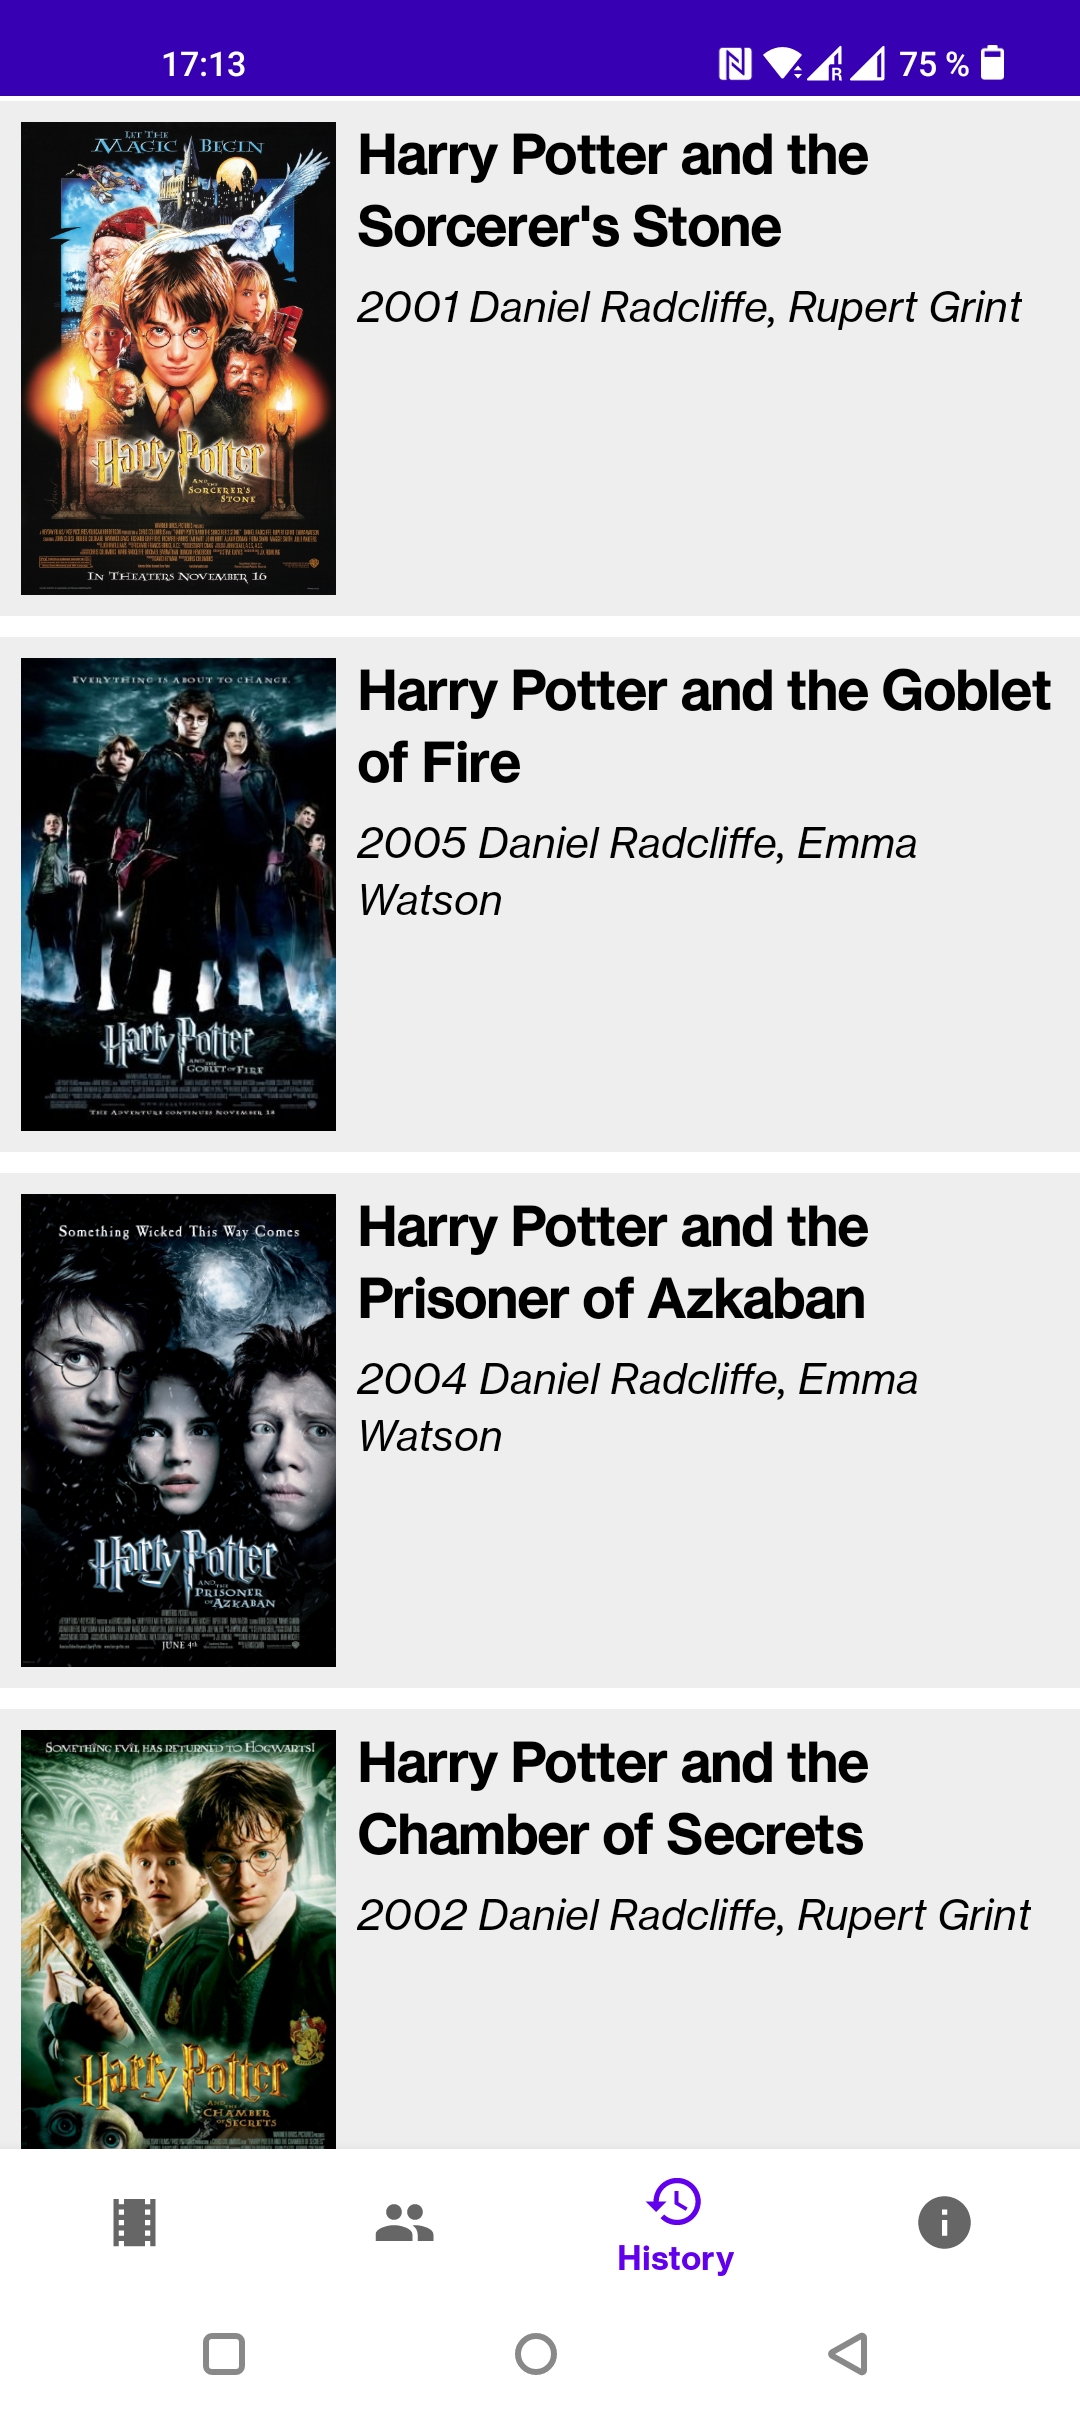 17:13
75 %
LET THE
MAGIC BEGIN
Harry Potter
AND THE
SORCERER'S
STONE
IN THEATERS NOVEMBER 16
Harry Potter and the
Sorcerer's Stone
2001 Daniel Radcliffe, Rupert Grint
EVERYTHING IS ABOUT TO CHANGE.
Harry Potter
AND THE
GOBLET OF FIRE
THE ADVENTURE CONTINUES NOVEMBER 18
Harry Potter and the Goblet
of Fire
2005 Daniel Radcliffe, Emma
Watson
Something Wicked This Way Comes
Harry Potter
AND THE
PRISONER
OF AZKABAN
JUNE 4th
Harry Potter and the
Prisoner of Azkaban
2004 Daniel Radcliffe, Emma
Watson
SOMETHING EVIL HAS RETURNED TO HOGWARTS!
Harry Potter
AND THE
CHAMBER
OF SECRETS
Harry Potter and the
Chamber of Secrets
2002 Daniel Radcliffe, Rupert Grint
History